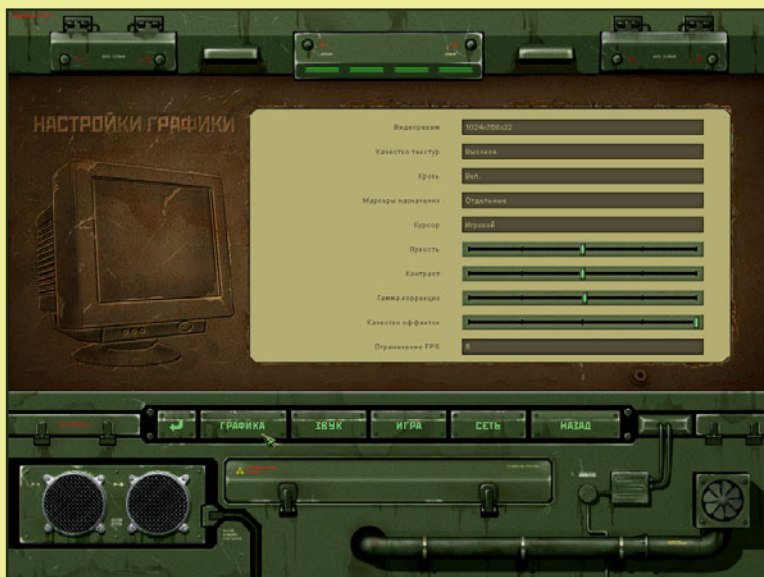 НАСТРОЙКИ ГРАФИКИ
Видеорежим 1024x768x32
Качество текстур Высокое
Кровь Вкл.
Маркеры назначения Отдельные
Курсор Игровой
Яркость
Контраст
Гамма-коррекция
Качество эффектов
Ограничение FPS
ГРАФИКА ЗВУК ИГРА СЕТЬ НАЗАД